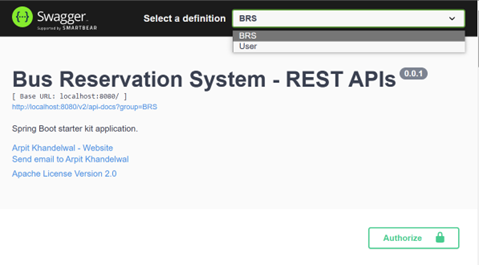 Swagger.
Supported by SMARTBEAR
Select a definition
BRS
BRS
User
Bus Reservation System - REST APIs 0.0.1
[ Base URL: localhost:8080/ ]
http://localhost:8080/v2/api-docs?group=BRS
Spring Boot starter kit application.
Arpit Khandelwal - Website
Send email to Arpit Khandelwal
Apache License Version 2.0
Authorize